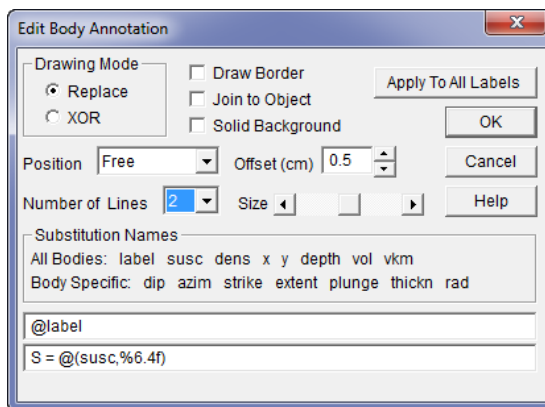 Edit Body Annotation
Drawing Mode
Replace
XOR
Draw Border
Join to Object
Solid Background
Apply To All Labels
OK
Position Free Offset (cm) 0.5 Cancel
Number of Lines 2 Size Help
Substitution Names
All Bodies: label susc dens x y depth vol vkm
Body Specific: dip azim strike extent plunge thickn rad
@label
S = @(susc,%6.4f)